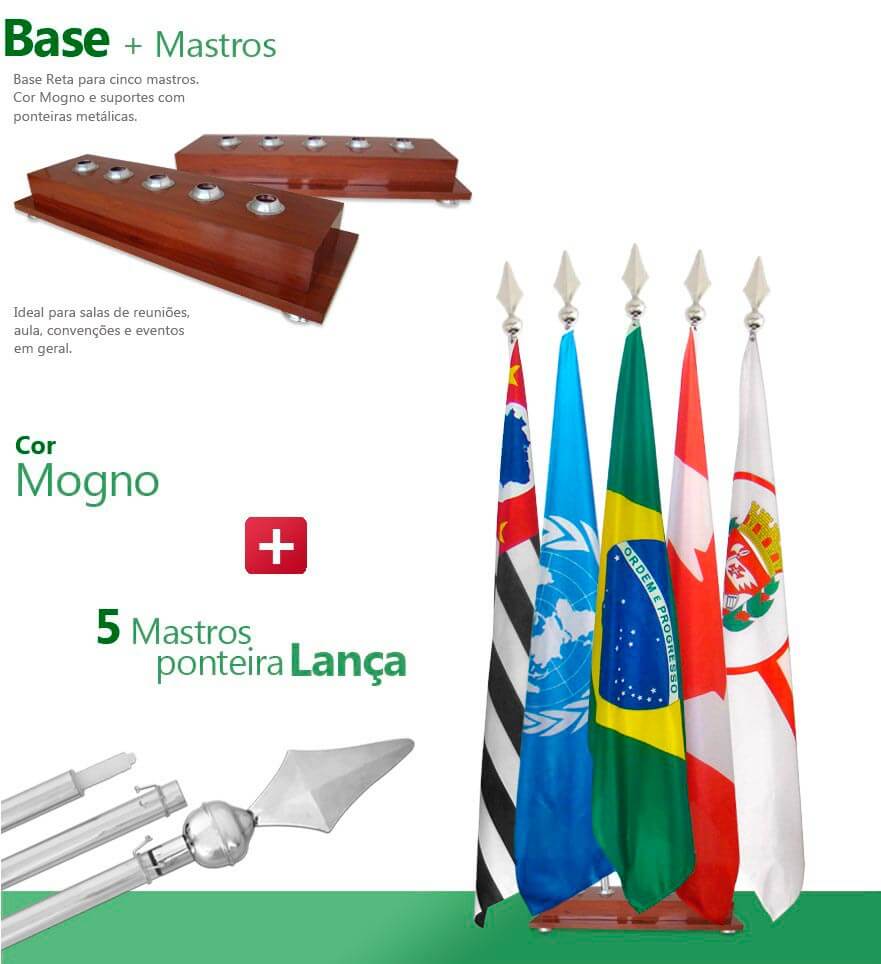 Base + Mastros
Base Reta para cinco mastros.
Cor Mogno e suportes com
ponteiras metálicas.
Ideal para salas de reuniões,
aula, convenções e eventos
em geral.
Cor
Mogno
+
5 Mastros
ponteira Lança
ORDEM E PROGRESSO